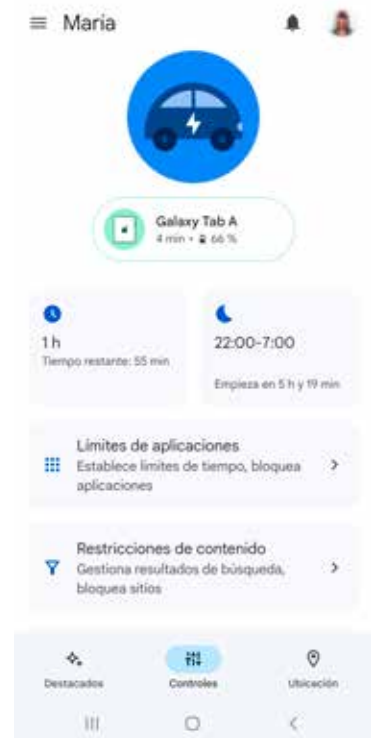 María
Galaxy Tab A
4 min • 66 %
1 h
Tiempo restante: 55 min
22:00-7:00
Empieza en 5 h y 19 min
Límites de aplicaciones
Establece límites de tiempo, bloquea
aplicaciones
Restricciones de contenido
Gestiona resultados de búsqueda,
bloquea sitios
Destacados
Controles
Ubicación